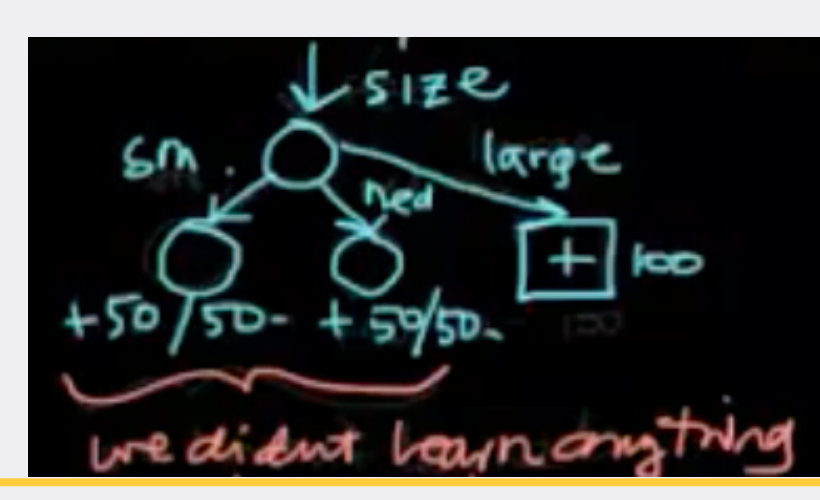 size
sm.
med
large
+ 100
+50/50- +50/50-
we didnt learn anything